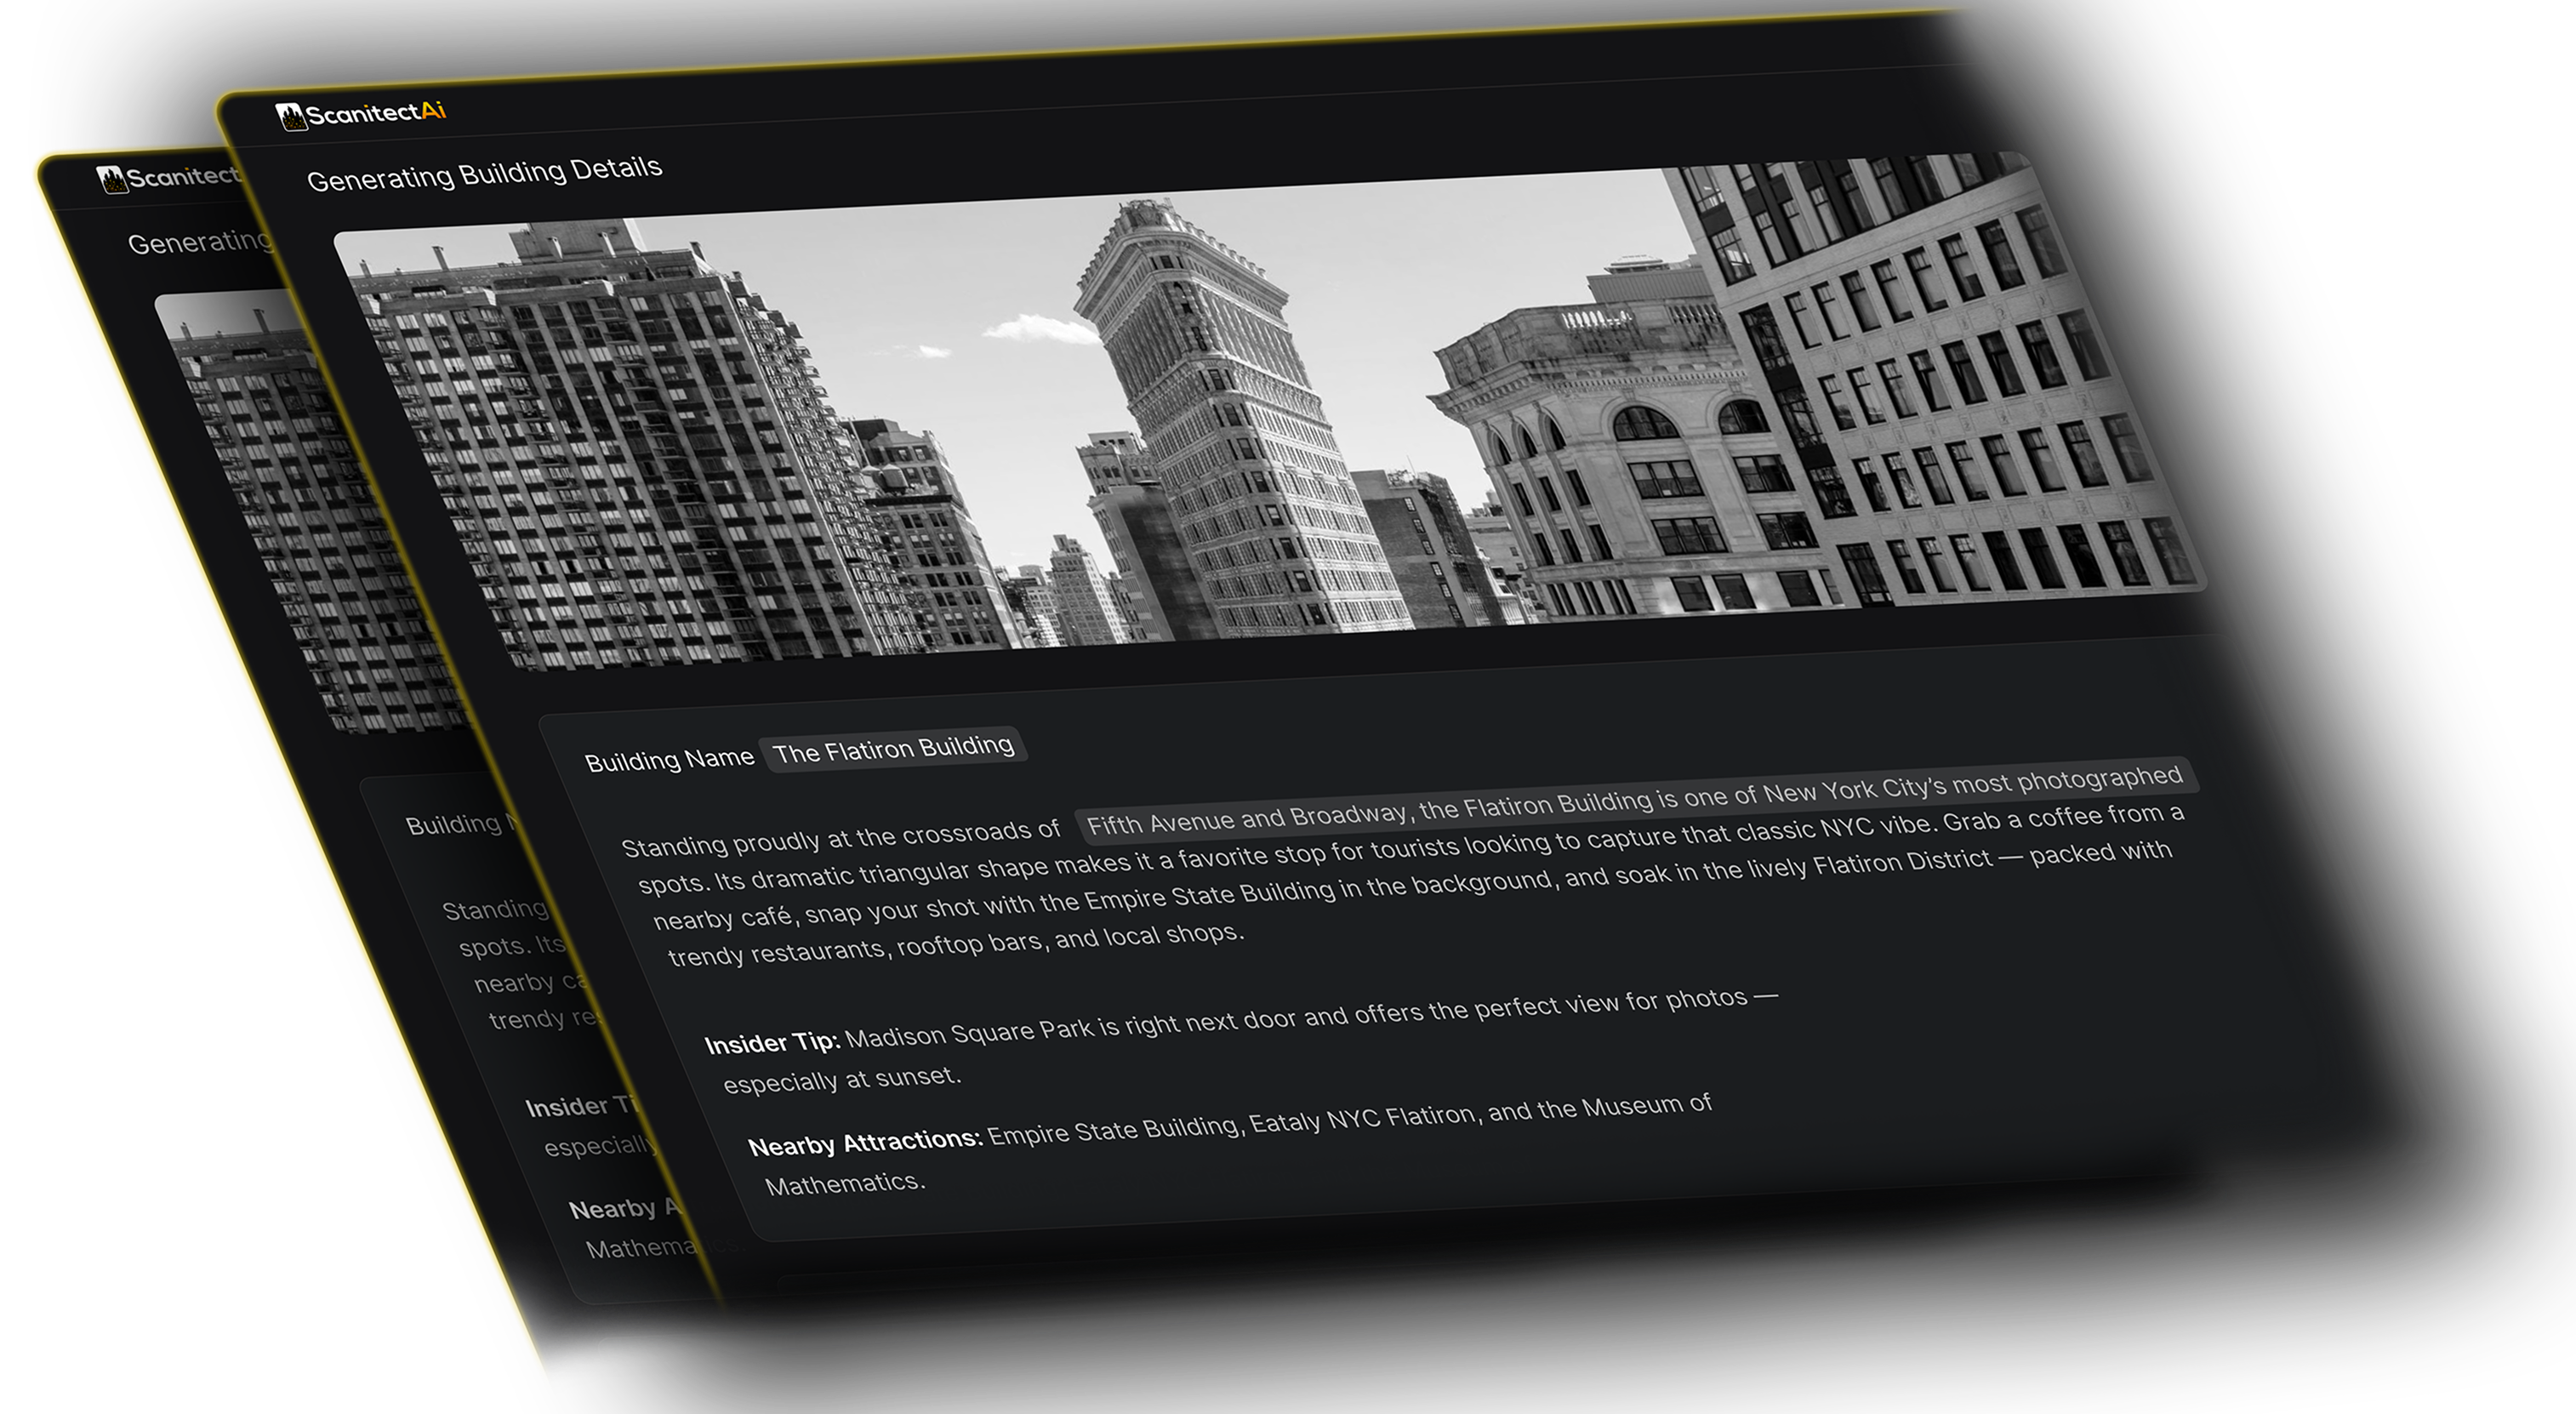 ScanitectAi
Generating Building Details
Building Name The Flatiron Building
Standing proudly at the crossroads of Fifth Avenue and Broadway, the Flatiron Building is one of New York City's most photographed
spots. Its dramatic triangular shape makes it a favorite stop for tourists looking to capture that classic NYC vibe. Grab a coffee from a
nearby café, snap your shot with the Empire State Building in the background, and soak in the lively Flatiron District — packed with
trendy restaurants, rooftop bars, and local shops.
Insider Tip: Madison Square Park is right next door and offers the perfect view for photos —
especially at sunset.
Nearby Attractions: Empire State Building, Eataly NYC Flatiron, and the Museum of
Mathematics.
Scanitect
Generating
Building
Standing
spots. Its
nearby
trendy
Insider
especially
Nearby